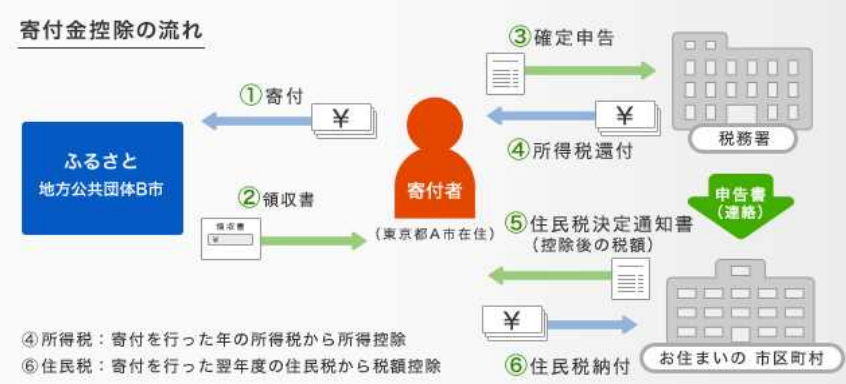 寄付金控除の流れ
①寄付
¥
ふるさと
地方公共団体B市
②領収書
領収書
¥
寄付者
(東京都A市在住)
③確定申告
¥
④所得税還付
税務署
申告書
(連絡)
⑤住民税決定通知書
(控除後の税額)
¥
⑥住民税納付
お住まいの 市区町村
④所得税:寄付を行った年の所得税から所得控除
⑥住民税:寄付を行った翌年度の住民税から税額控除